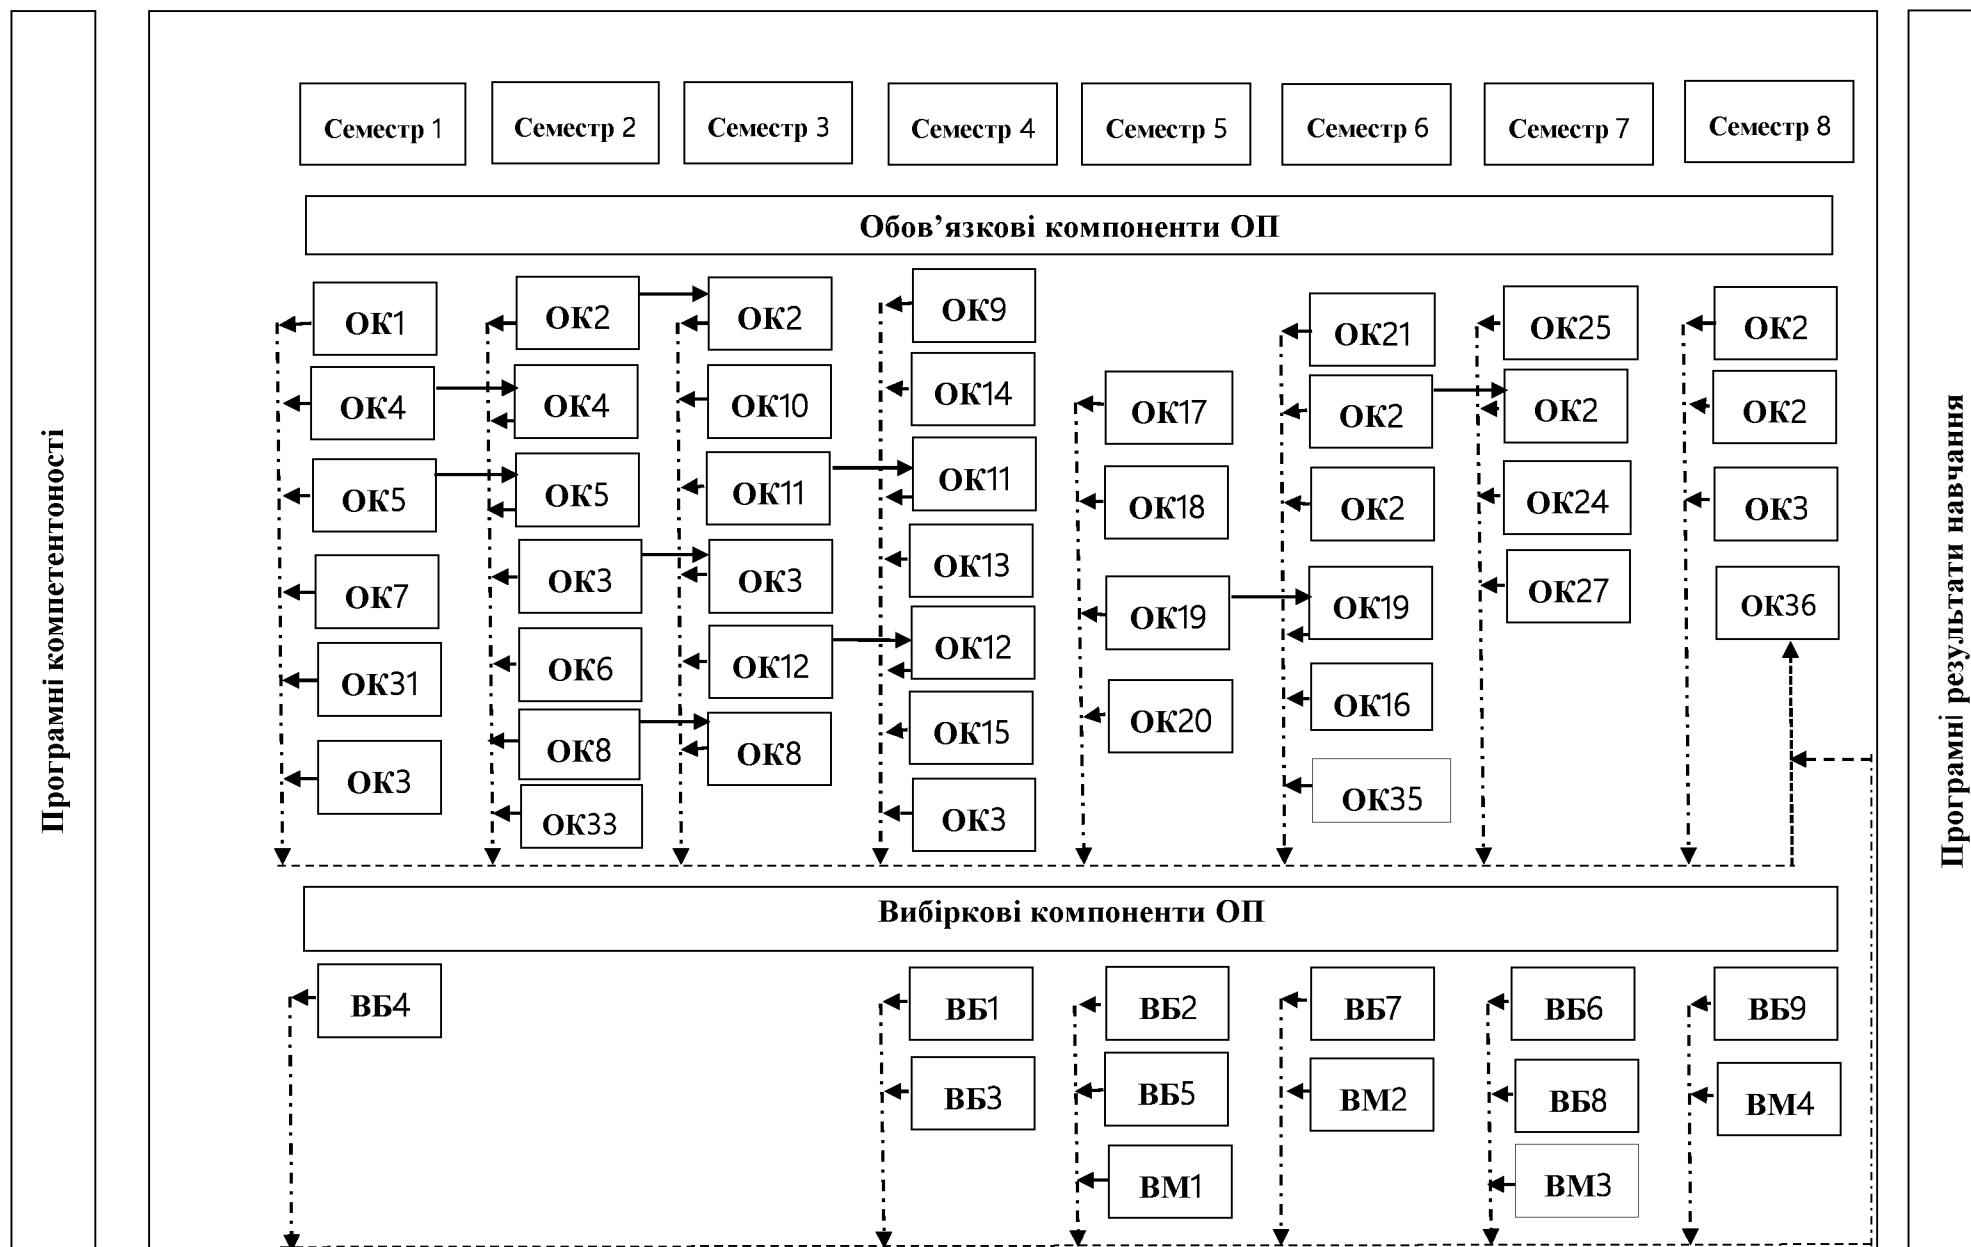 Програмні компетентоності
Семестр 1
Семестр 2
Семестр 3
Семестр 4
Семестр 5
Семестр 6
Семестр 7
Семестр 8
Обов’язкові компоненти ОП
ОК1
ОК4
ОК5
ОК7
ОК31
ОК3
ОК2
ОК4
ОК5
ОК3
ОК6
ОК8
ОК33
ОК2
ОК10
ОК11
ОК3
ОК12
ОК8
ОК9
ОК14
ОК11
ОК13
ОК12
ОК15
ОК3
ОК17
ОК18
ОК19
ОК20
ОК21
ОК2
ОК2
ОК19
ОК16
ОК35
ОК25
ОК2
ОК24
ОК27
ОК2
ОК2
ОК3
ОК36
Вибіркові компоненти ОП
ВБ4
ВБ1
ВБ3
ВБ2
ВБ5
ВМ1
ВБ7
ВМ2
ВБ6
ВБ8
ВМ3
ВБ9
ВМ4
Програмні результати навчання